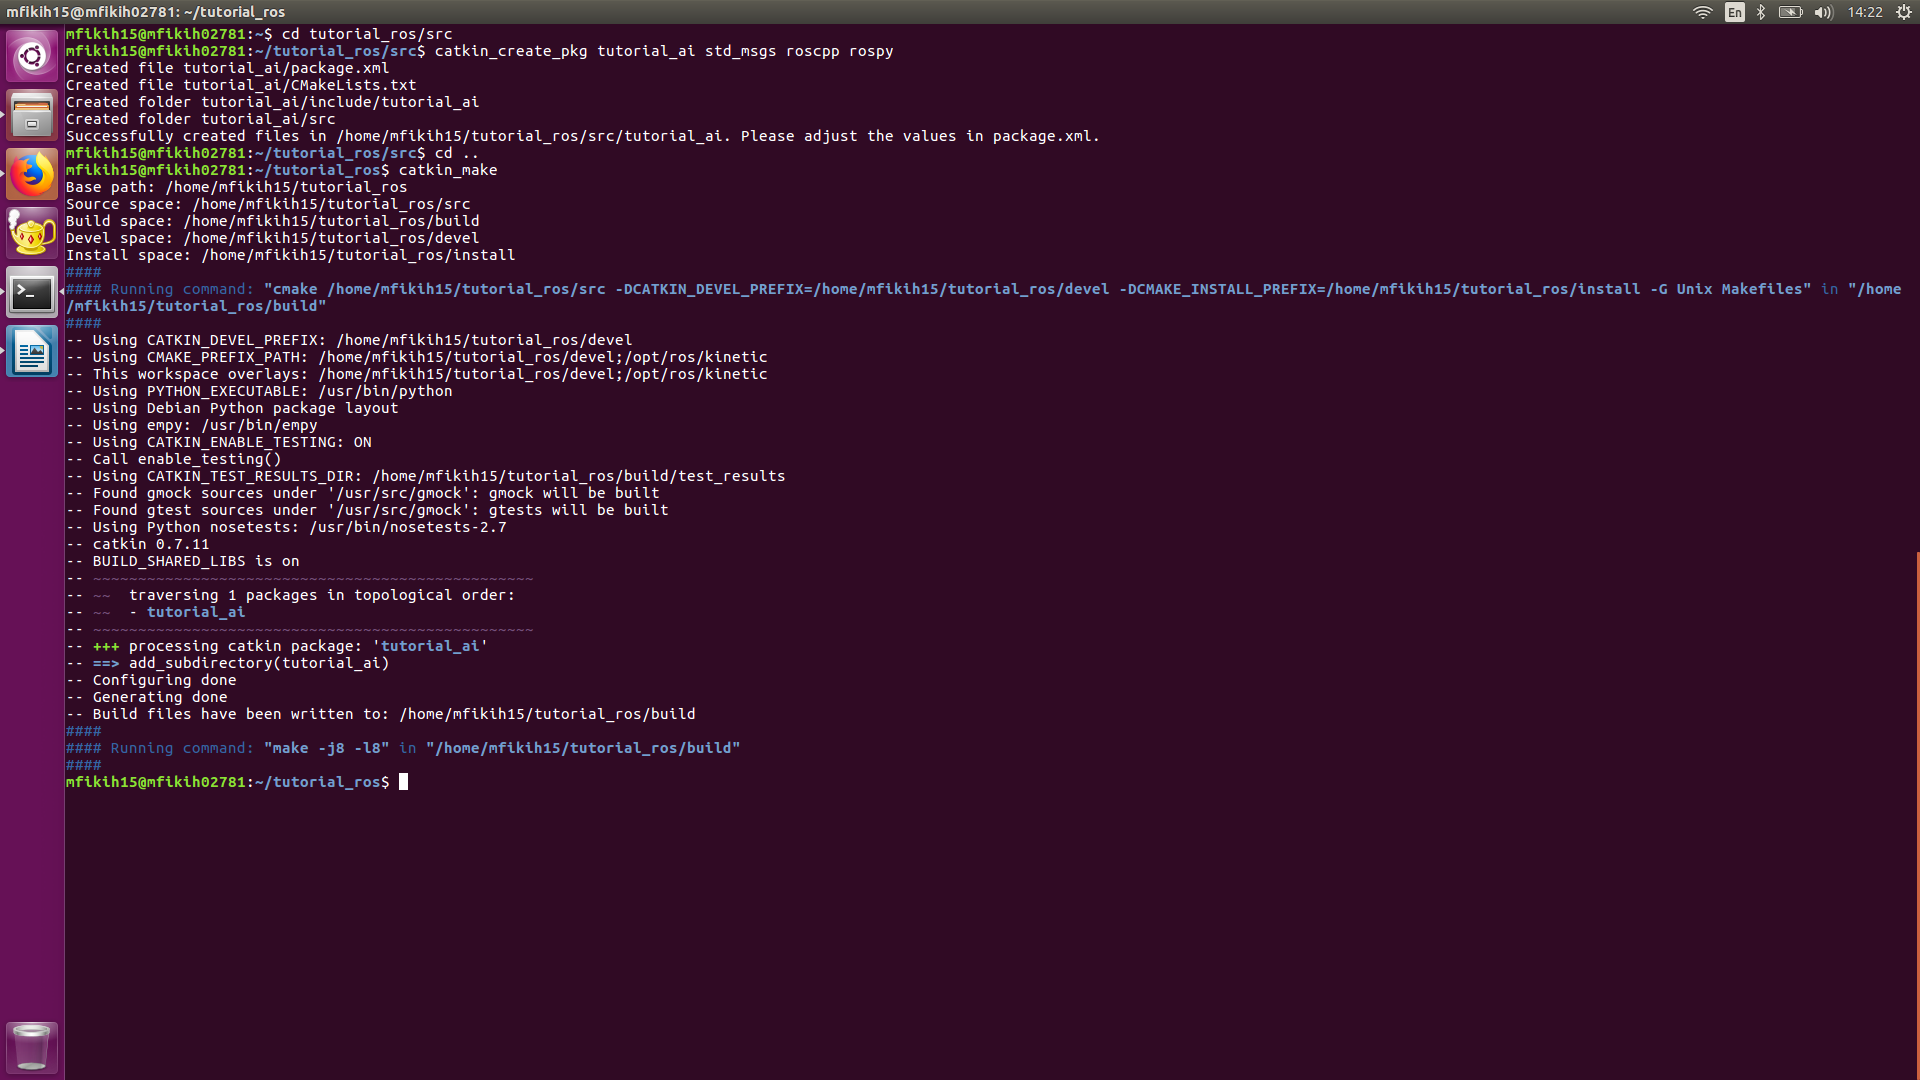 mfikih15@mfikih02781: ~/tutorial_ros
En
14:22
mfikih15@mfikih02781:~$ cd tutorial_ros/src
mfikih15@mfikih02781:~/tutorial_ros/src$ catkin_create_pkg tutorial_ai std_msgs roscpp rospy
Created file tutorial_ai/package.xml
Created file tutorial_ai/CMakeLists.txt
Created folder tutorial_ai/include/tutorial_ai
Created folder tutorial_ai/src
Successfully created files in /home/mfikih15/tutorial_ros/src/tutorial_ai. Please adjust the values in package.xml.
mfikih15@mfikih02781:~/tutorial_ros/src$ cd ..
mfikih15@mfikih02781:~/tutorial_ros$ catkin_make
Base path: /home/mfikih15/tutorial_ros
Source space: /home/mfikih15/tutorial_ros/src
Build space: /home/mfikih15/tutorial_ros/build
Devel space: /home/mfikih15/tutorial_ros/devel
Install space: /home/mfikih15/tutorial_ros/install
####
#### Running command: "cmake /home/mfikih15/tutorial_ros/src -DCATKIN_DEVEL_PREFIX=/home/mfikih15/tutorial_ros/devel -DCMAKE_INSTALL_PREFIX=/home/mfikih15/tutorial_ros/install -G Unix Makefiles" in "/home
/mfikih15/tutorial_ros/build"
####
-- Using CATKIN_DEVEL_PREFIX: /home/mfikih15/tutorial_ros/devel
-- Using CMAKE_PREFIX_PATH: /home/mfikih15/tutorial_ros/devel;/opt/ros/kinetic
-- This workspace overlays: /home/mfikih15/tutorial_ros/devel;/opt/ros/kinetic
-- Using PYTHON_EXECUTABLE: /usr/bin/python
-- Using Debian Python package layout
-- Using empy: /usr/bin/empy
-- Using CATKIN_ENABLE_TESTING: ON
-- Call enable_testing()
-- Using CATKIN_TEST_RESULTS_DIR: /home/mfikih15/tutorial_ros/build/test_results
-- Found gmock sources under '/usr/src/gmock': gmock will be built
-- Found gtest sources under '/usr/src/gmock': gtests will be built
-- Using Python nosetests: /usr/bin/nosetests-2.7
-- catkin 0.7.11
-- BUILD_SHARED_LIBS is on
-- ~~~~~~~~~~~~~~~~~~~~~~~~~~~~~~~~~~~~~~~~~~~~~~~~~
-- ~~  traversing 1 packages in topological order:
-- ~~  - tutorial_ai
-- ~~~~~~~~~~~~~~~~~~~~~~~~~~~~~~~~~~~~~~~~~~~~~~~~~
-- +++ processing catkin package: 'tutorial_ai'
-- ==> add_subdirectory(tutorial_ai)
-- Configuring done
-- Generating done
-- Build files have been written to: /home/mfikih15/tutorial_ros/build
####
#### Running command: "make -j8 -l8" in "/home/mfikih15/tutorial_ros/build"
####
mfikih15@mfikih02781:~/tutorial_ros$